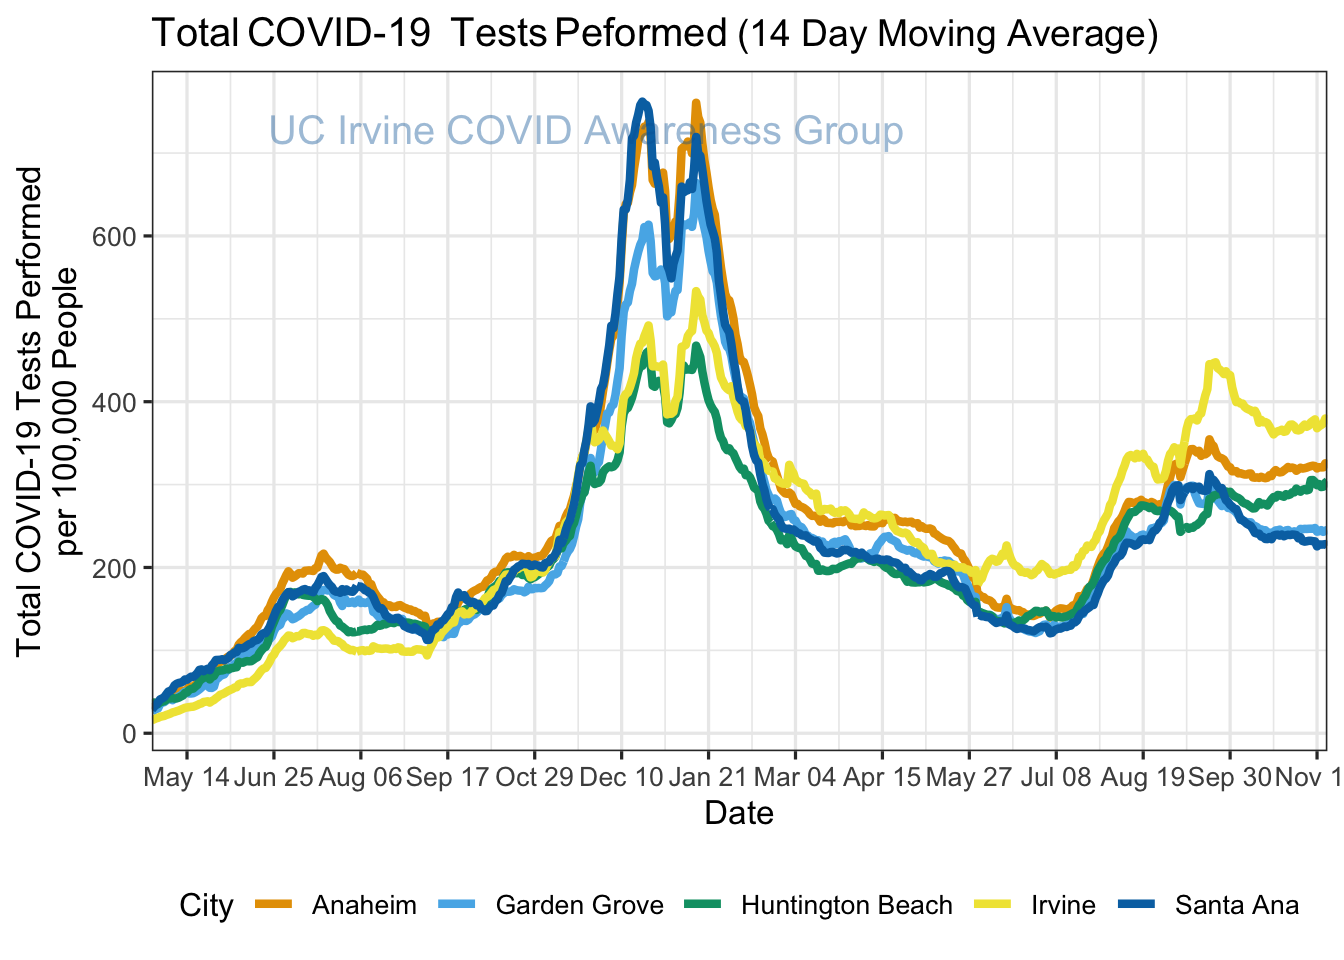 Total COVID-19 Tests Peformed (14 Day Moving Average)
UC Irvine COVID Awareness Group
Total COVID-19 Tests Performed
per 100,000 People
600
400
200
0
May 14 Jun 25 Aug 06 Sep 17 Oct 29 Dec 10 Jan 21 Mar 04 Apr 15 May 27 Jul 08 Aug 19 Sep 30 Nov 1
Date
City Anaheim Garden Grove Huntington Beach Irvine Santa Ana